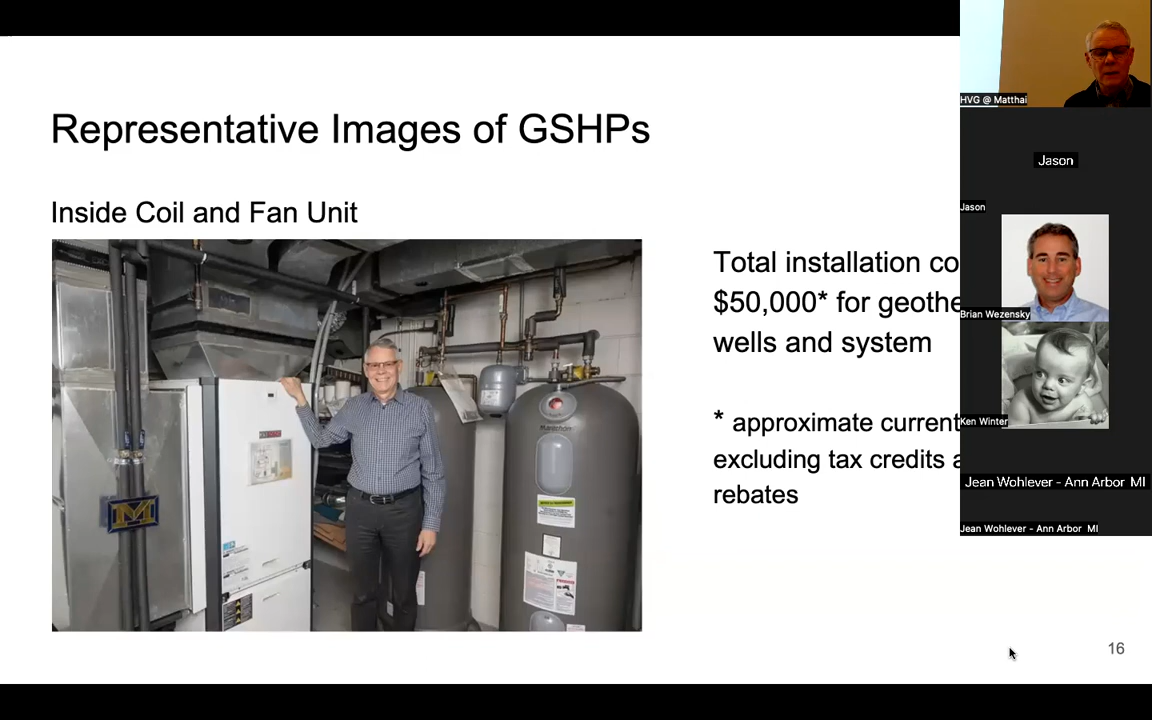 Representative Images of GSHPs
Inside Coil and Fan Unit
Total installation co
$50,000* for geothe
wells and system
* approximate current
excluding tax credits a
rebates
16
M
Marathon
HVG @ Matthai
Jason
Jason
Brian Wezensky
Ken Winter
Jean Wohlever - Ann Arbor MI
Jean Wohlever - Ann Arbor MI